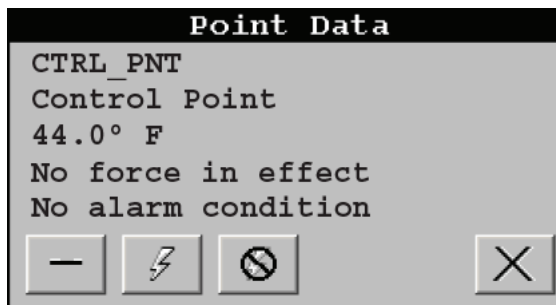 Point Data
CTRL_PNT
Control Point
44.0° F
No force in effect
No alarm condition